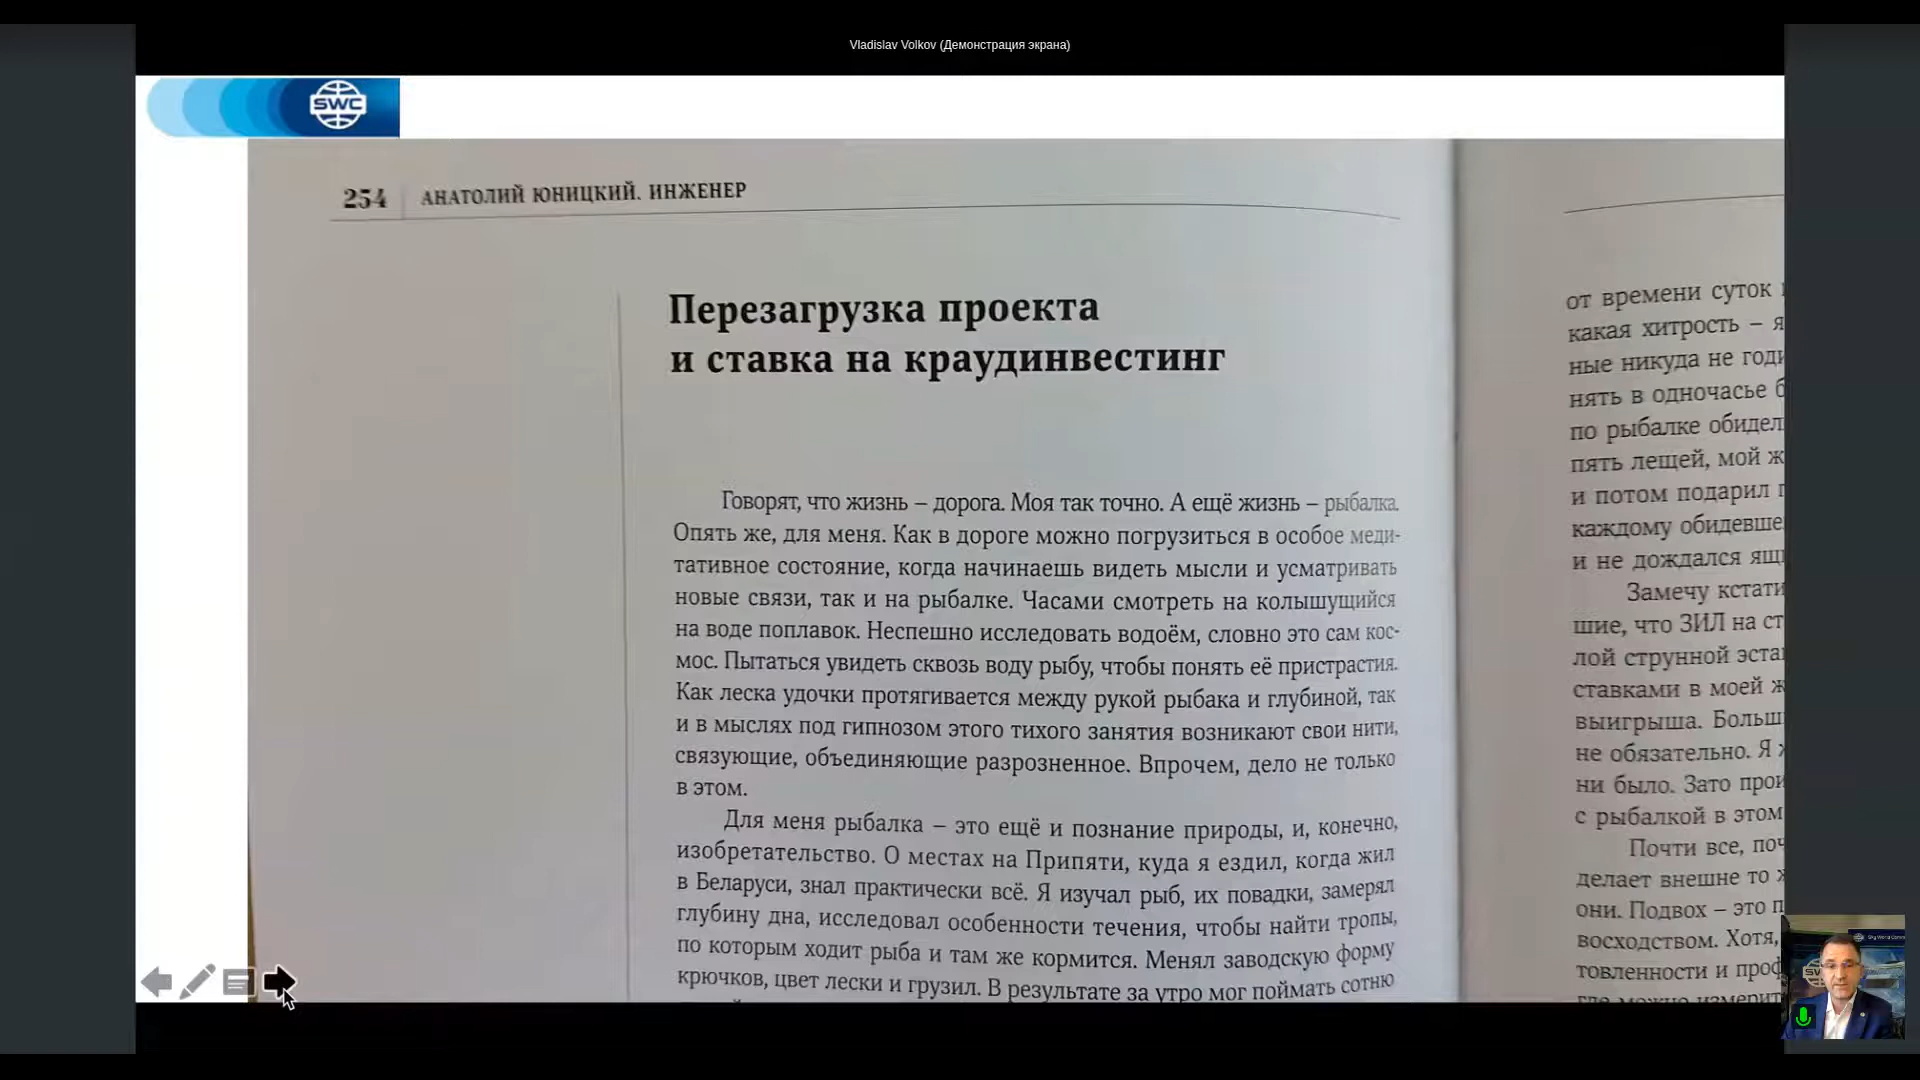 Vladislav Volkov (Демонстрация экрана)
SWC
254 АНАТОЛИЙ ЮНИЦКИЙ. ИНЖЕНЕР
Перезагрузка проекта
и ставка на краудинвестинг
Говорят, что жизнь – дорога. Моя так точно. А ещё жизнь – рыбалка.
Опять же, для меня. Как в дороге можно погрузиться в особое меди-
тативное состояние, когда начинаешь видеть мысли и усматривать
новые связи, так и на рыбалке. Часами смотреть на колышущийся
на воде поплавок. Неспешно исследовать водоём, словно это сам кос-
мос. Пытаться увидеть сквозь воду рыбу, чтобы понять её пристрастия.
Как леска удочки протягивается между рукой рыбака и глубиной, так
и в мыслях под гипнозом этого тихого занятия возникают свои нити,
связующие, объединяющие разрозненное. Впрочем, дело не только
в этом.
Для меня рыбалка – это ещё и познание природы, и, конечно,
изобретательство. О местах на Припяти, куда я ездил, когда жил
в Беларуси, знал практически всё. Я изучал рыб, их повадки, замерял
глубину дна, исследовал особенности течения, чтобы найти тропы,
по которым ходит рыба и там же кормится. Менял заводскую форму
крючков, цвет лески и грузил. В результате за утро мог поймать сотню
от времени суток
какая хитрость – я
ные никуда не годи
нять в одночасье б
по рыбалке обидел
пять лещей, мой ж
и потом подарил
каждому обидевше
и не дождался ящ
Замечу кстати
шие, что ЗИЛ на ст
лой струнной эста
ставками в моей ж
выигрыша. Больш
не обязательно. Я
ни было. Зато прои
с рыбалкой в этом
Почти все, поч
делает внешне то ж
они. Подвох – это п
восходством. Хотя,
товленности и проф
где можно измерит
SWC